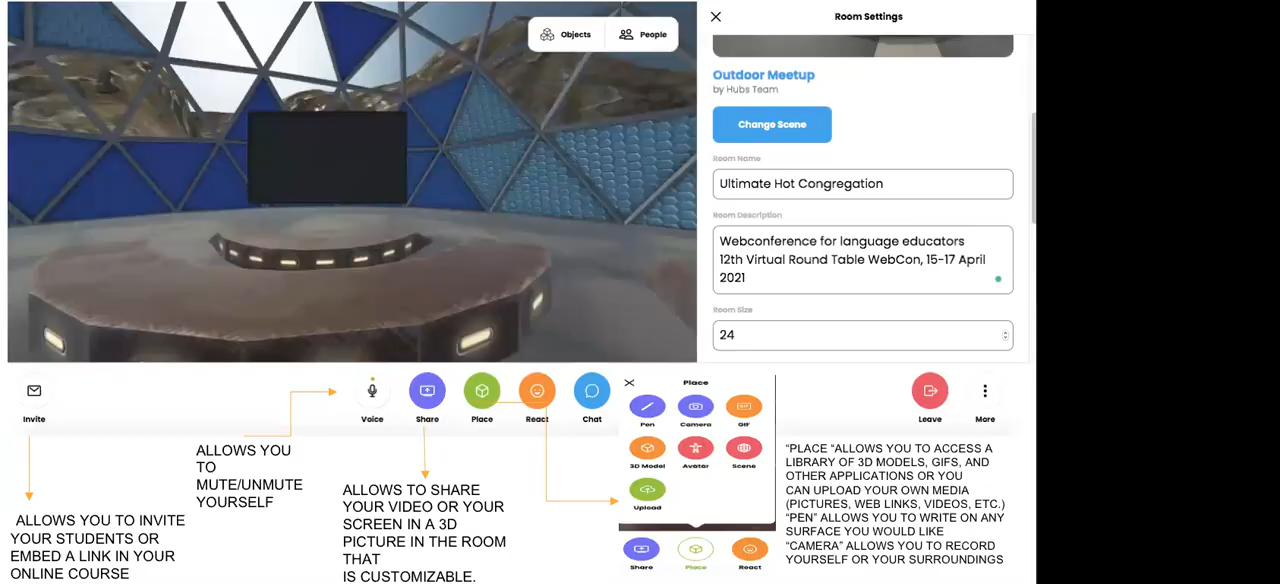 Objects
People
Room Settings
Outdoor Meetup
by Hubs Team
Change Scene
Room Name
Ultimate Hot Congregation
Room Description
Webconference for language educators
12th Virtual Round Table WebCon, 15-17 April
2021
Room Size
24
Invite
Voice
Share
Place
React
Chat
Place
Pen
Camera
GIF
GIF
3D Model
Avatar
Scene
Upload
Share
Place
React
Leave
More
ALLOWS YOU TO INVITE
YOUR STUDENTS OR
EMBED A LINK IN YOUR
ONLINE COURSE
ALLOWS YOU
TO
MUTE/UNMUTE
YOURSELF
ALLOWS TO SHARE
YOUR VIDEO OR YOUR
SCREEN IN A 3D
PICTURE IN THE ROOM
THAT
IS CUSTOMIZABLE.
“PLACE “ALLOWS YOU TO ACCESS A
LIBRARY OF 3D MODELS, GIFS, AND
OTHER APPLICATIONS OR YOU
CAN UPLOAD YOUR OWN MEDIA
(PICTURES, WEB LINKS, VIDEOS, ETC.)
“PEN” ALLOWS YOU TO WRITE ON ANY
SURFACE YOU WOULD LIKE
“CAMERA” ALLOWS YOU TO RECORD
YOURSELF OR YOUR SURROUNDINGS